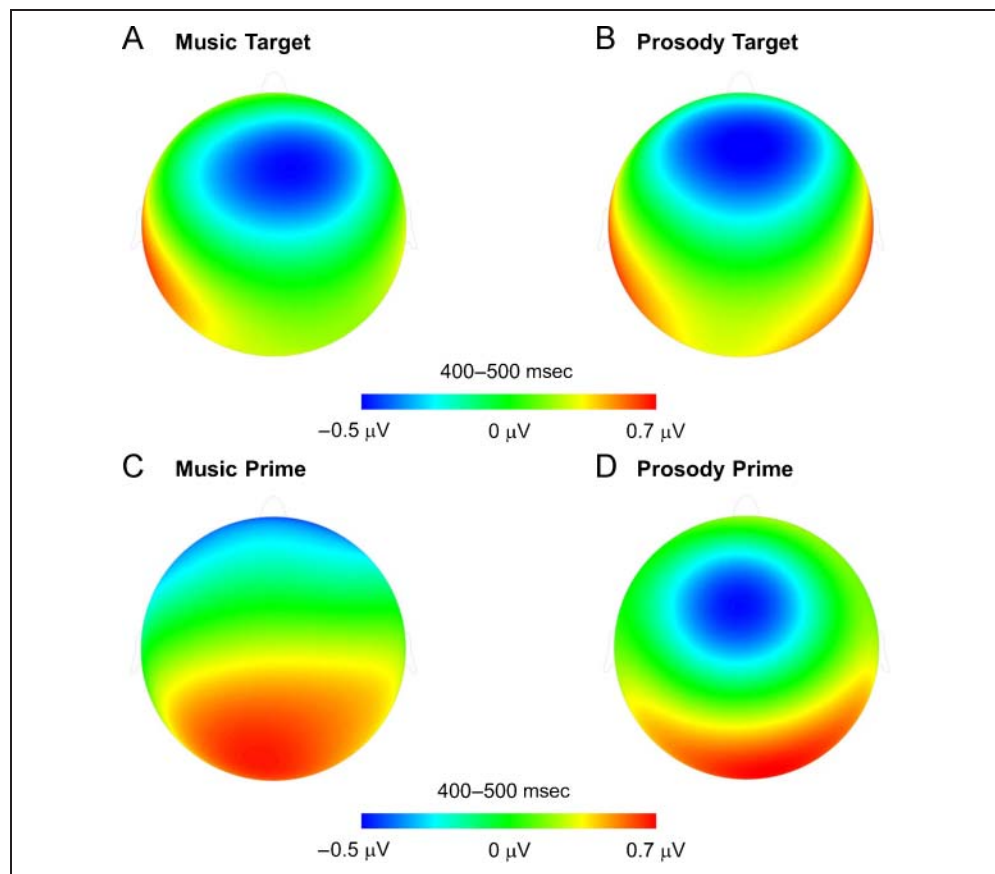 A Music Target
B Prosody Target
400–500 msec
–0.5 μV 0 μV 0.7 μV
C Music Prime
D Prosody Prime
400–500 msec
–0.5 μV 0 μV 0.7 μV